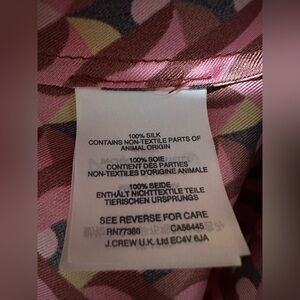 100% SILK
CONTAINS NON-TEXTILE PARTS OF
ANIMAL ORIGIN
100% SOIE
CONTIENT DES PARTIES
NON-TEXTILES D'ORIGINE ANIMALE
100% SEIDE
ENTHÄLT NICHTTEXTILE TEILE
TIERISCHEN URSPRUNGS
SEE REVERSE FOR CARE
RN77388 CA56445
J.CREW U.K. Ltd EC4V 6JA